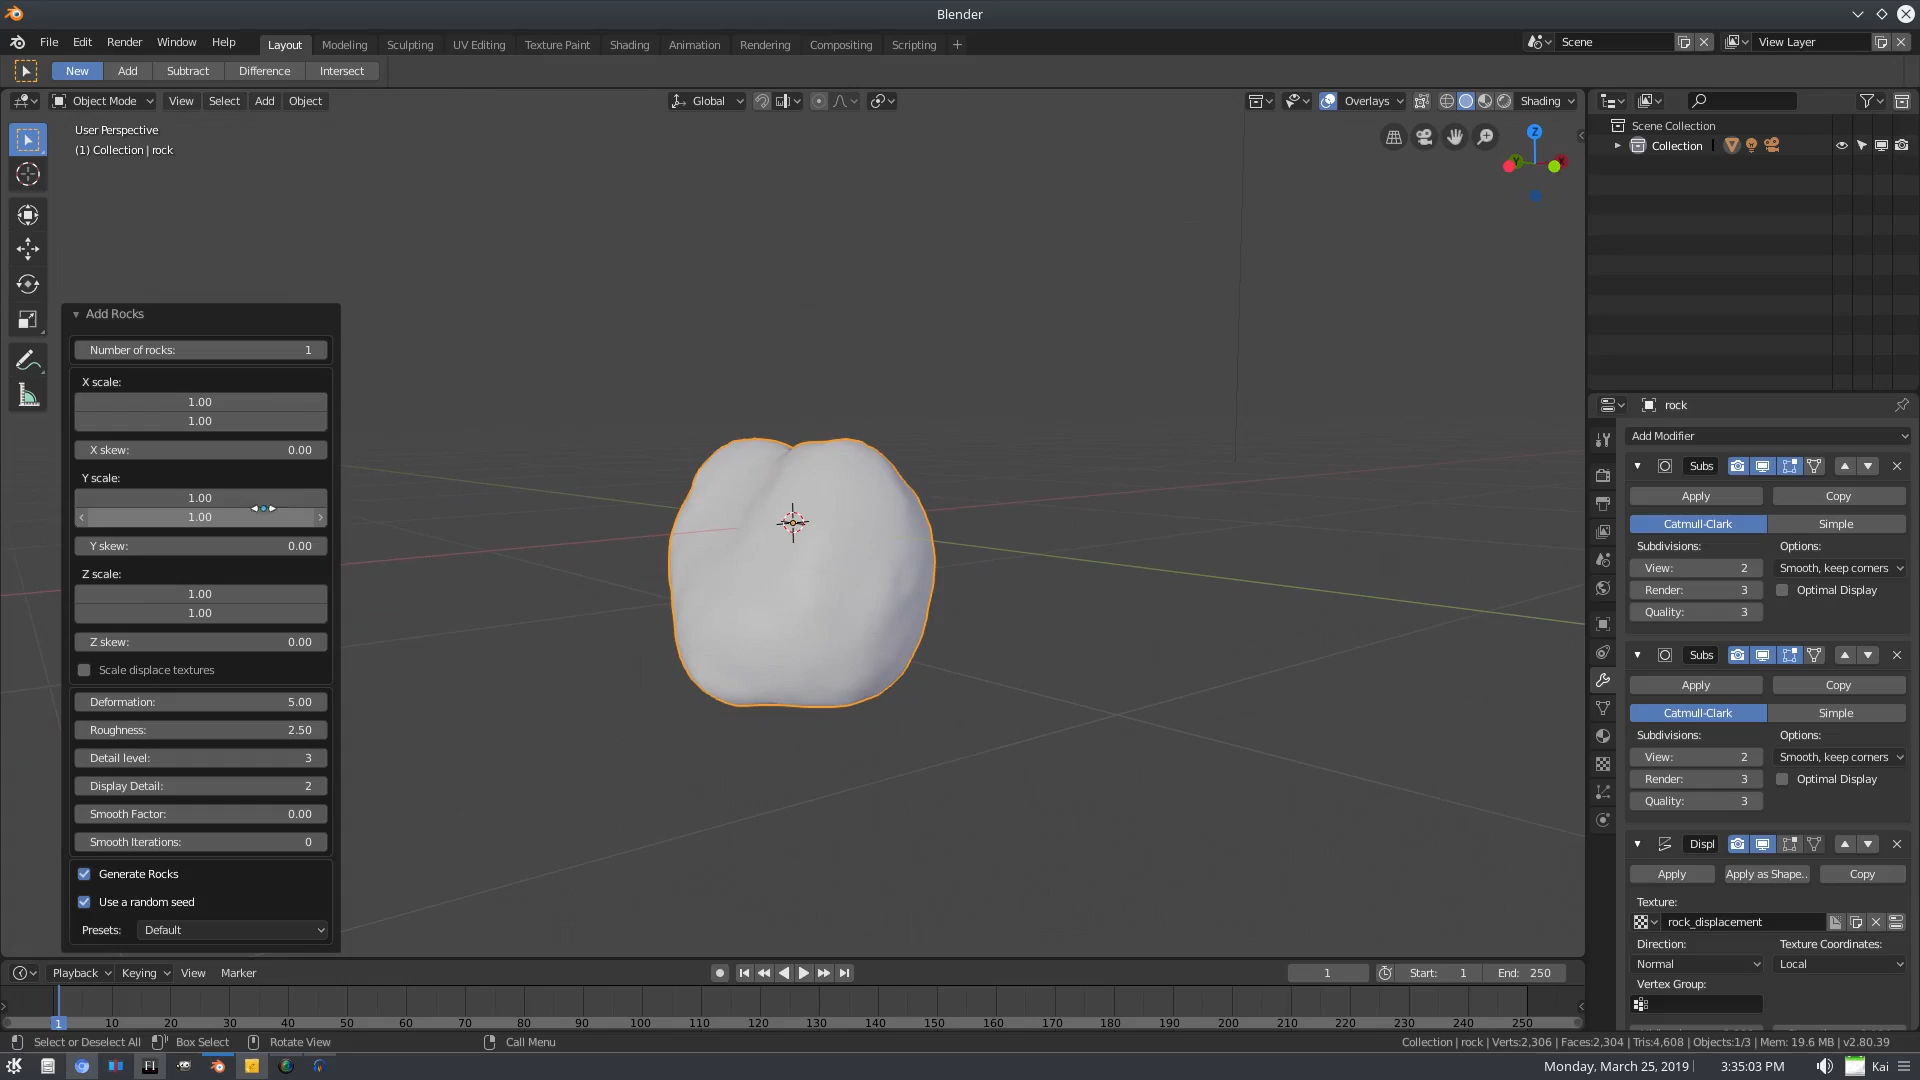 Blender
File Edit Render Window Help Layout Modeling Sculpting UV Editing Texture Paint Shading Animation Rendering Compositing Scripting + Scene View Layer
New Add Subtract Difference Intersect
Object Mode View Select Add Object Global Overlays Shading
User Perspective
(1) Collection | rock
Z
Y
X
Scene Collection
Collection
Add Rocks
Number of rocks: 1
X scale:
1.00
1.00
X skew: 0.00
Y scale:
1.00
1.00
Y skew: 0.00
Z scale:
1.00
1.00
Z skew: 0.00
Scale displace textures
Deformation: 5.00
Roughness: 2.50
Detail level: 3
Display Detail: 2
Smooth Factor: 0.00
Smooth Iterations: 0
Generate Rocks
Use a random seed
Presets: Default
rock
Add Modifier
Subs
Apply Copy
Catmull-Clark Simple
Subdivisions: Options:
View: 2 Smooth, keep corners
Render: 3 Optimal Display
Quality: 3
Subs
Apply Copy
Catmull-Clark Simple
Subdivisions: Options:
View: 2 Smooth, keep corners
Render: 3 Optimal Display
Quality: 3
Displ
Apply Apply as Shape.. Copy
Texture:
rock_displacement
Direction: Texture Coordinates:
Normal Local
Vertex Group:
Playback Keying View Marker 1 Start: 1 End: 250
1 10 20 30 40 50 60 70 80 90 100 110 120 130 140 150 160 170 180 190 200 210 220 230 240 250
Select or Deselect All Box Select Rotate View Call Menu Collection | rock | Verts:2,306 | Faces:2,304 | Tris:4,608 | Objects:1/3 | Mem: 19.6 MB | v2.80.39
Monday, March 25, 2019 3:35:03 PM Kai